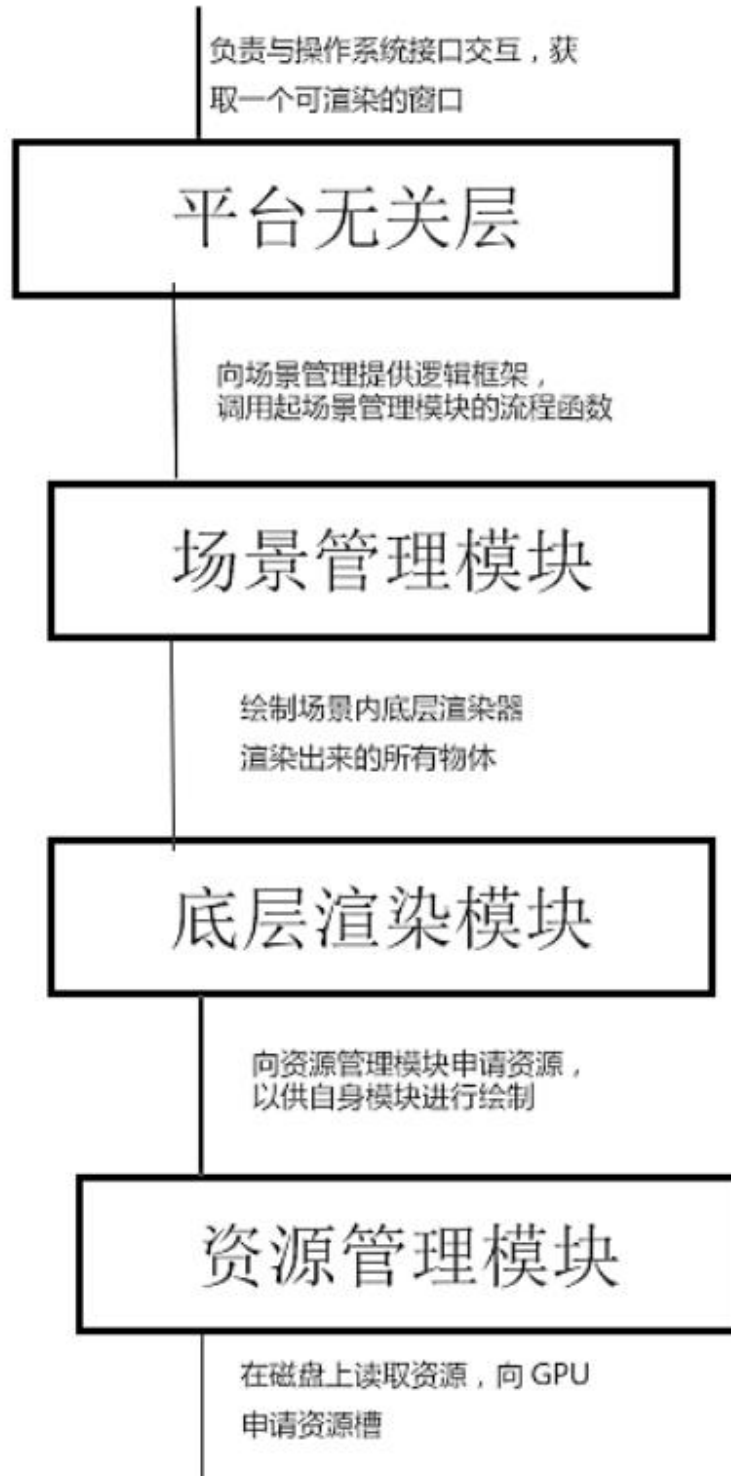 负责与操作系统接口交互，获
取一个可渲染的窗口
平台无关层
向场景管理提供逻辑框架，
调用起场景管理模块的流程函数
场景管理模块
绘制场景内底层渲染器
渲染出来的所有物体
底层渲染模块
向资源管理模块申请资源，
以供自身模块进行绘制
资源管理模块
在磁盘上读取资源，向 GPU
申请资源槽